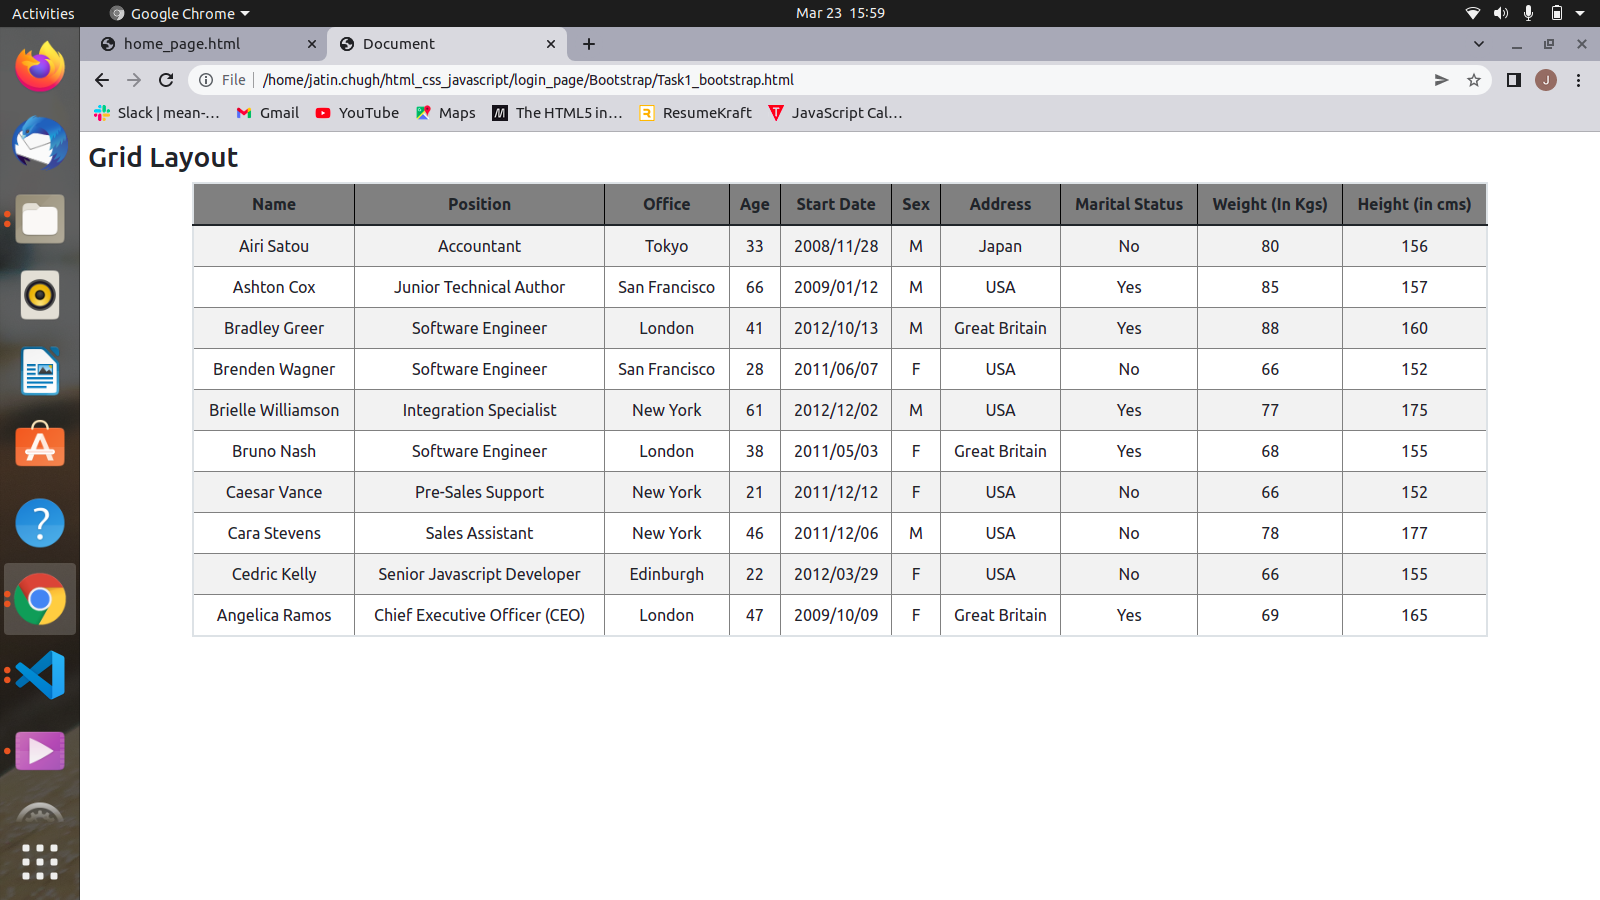 Activities Google Chrome Mar 23 15:59
home_page.html Document
File /home/jatin.chugh/html_css_javascript/login_page/Bootstrap/Task1_bootstrap.html J
Slack | mean-... Gmail YouTube Maps The HTML5 in... ResumeKraft JavaScript Cal...
Grid Layout
Name Position Office Age Start Date Sex Address Marital Status Weight (In Kgs) Height (in cms)
Airi Satou Accountant Tokyo 33 2008/11/28 M Japan No 80 156
Ashton Cox Junior Technical Author San Francisco 66 2009/01/12 M USA Yes 85 157
Bradley Greer Software Engineer London 41 2012/10/13 M Great Britain Yes 88 160
Brenden Wagner Software Engineer San Francisco 28 2011/06/07 F USA No 66 152
Brielle Williamson Integration Specialist New York 61 2012/12/02 M USA Yes 77 175
Bruno Nash Software Engineer London 38 2011/05/03 F Great Britain Yes 68 155
Caesar Vance Pre-Sales Support New York 21 2011/12/12 F USA No 66 152
Cara Stevens Sales Assistant New York 46 2011/12/06 M USA No 78 177
Cedric Kelly Senior Javascript Developer Edinburgh 22 2012/03/29 F USA No 66 155
Angelica Ramos Chief Executive Officer (CEO) London 47 2009/10/09 F Great Britain Yes 69 165